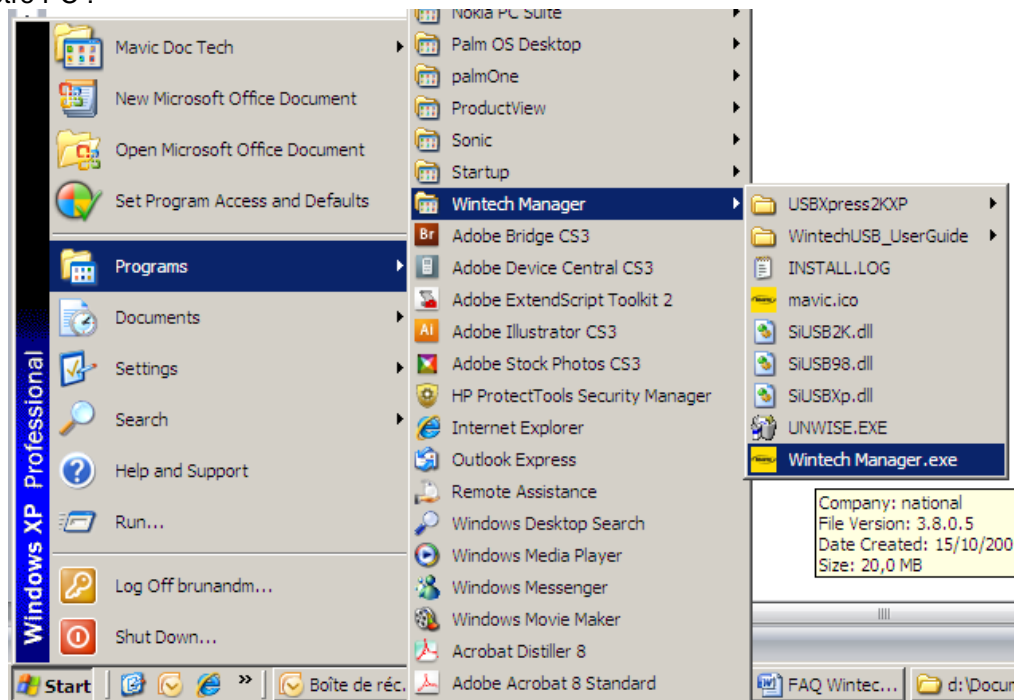 Mavic Doc Tech
New Microsoft Office Document
Open Microsoft Office Document
Set Program Access and Defaults
Programs
Documents
Settings
Search
Help and Support
Run...
Log Off brunandm...
Shut Down...
Windows XP Professional
Nokia PC Suite
Palm OS Desktop
palmOne
ProductView
Sonic
Startup
Wintech Manager
Adobe Bridge CS3
Adobe Device Central CS3
Adobe ExtendScript Toolkit 2
Adobe Illustrator CS3
Adobe Stock Photos CS3
HP ProtectTools Security Manager
Internet Explorer
Outlook Express
Remote Assistance
Windows Desktop Search
Windows Media Player
Windows Messenger
Windows Movie Maker
Acrobat Distiller 8
Adobe Acrobat 8 Standard
USBXpress2KXP
WintechUSB_UserGuide
INSTALL.LOG
mavic.ico
SiUSB2K.dll
SiUSB98.dll
SiUSBXp.dll
UNWISE.EXE
Wintech Manager.exe
Company: national
File Version: 3.8.0.5
Date Created: 15/10/200
Size: 20,0 MB
Start
Boîte de réc.
FAQ Wintec...
d:\Docur